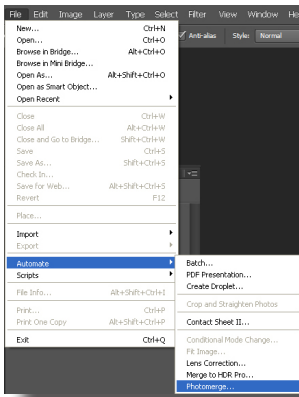 File Edit Image Layer Type Select Filter View Window He
New... Ctrl+N
Open... Ctrl+O
Browse in Bridge... Alt+Ctrl+O
Browse in Mini Bridge...
Open As... Alt+Shift+Ctrl+O
Open as Smart Object...
Open Recent
Close Ctrl+W
Close All Alt+Ctrl+W
Close and Go to Bridge... Shift+Ctrl+W
Save Ctrl+S
Save As... Shift+Ctrl+S
Check In...
Save for Web... Alt+Shift+Ctrl+S
Revert F12
Place...
Import
Export
Automate
Scripts
File Info... Alt+Shift+Ctrl+I
Print... Ctrl+P
Print One Copy Alt+Shift+Ctrl+P
Exit Ctrl+Q
Anti-alias Style: Normal
Batch...
PDF Presentation...
Create Droplet...
Crop and Straighten Photos
Contact Sheet II...
Conditional Mode Change...
Fit Image...
Lens Correction...
Merge to HDR Pro...
Photomerge...